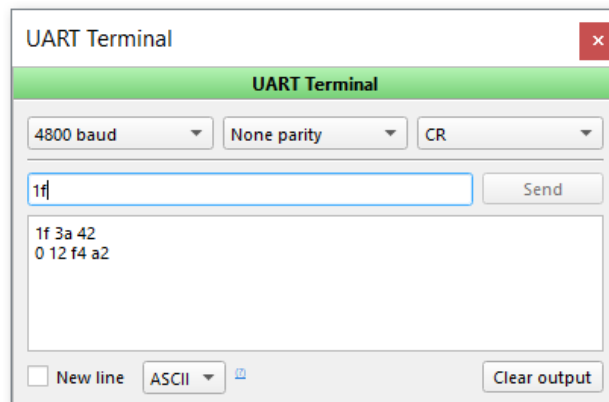 UART Terminal
UART Terminal
4800 baud None parity CR
1f Send
1f 3a 42
0 12 f4 a2
New line ASCII Clear output